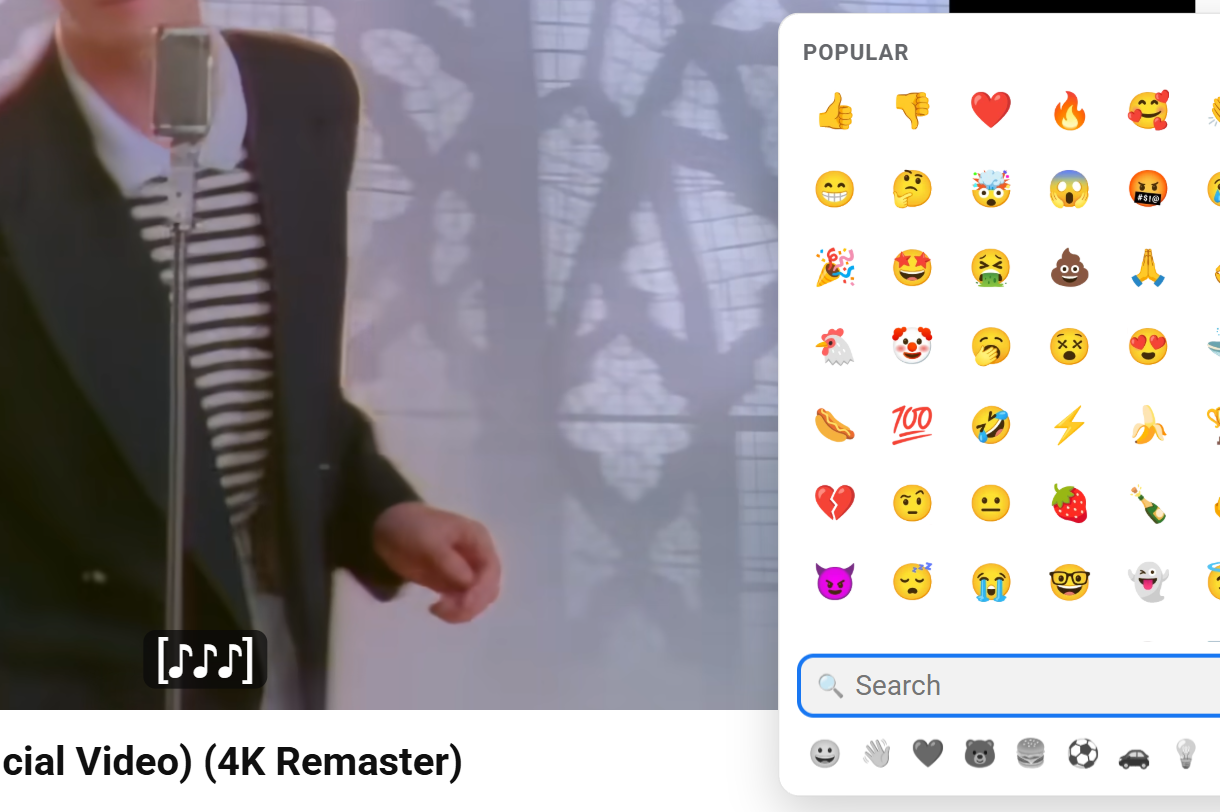 POPULAR
[♪♪♪]
Search
cial Video) (4K Remaster)